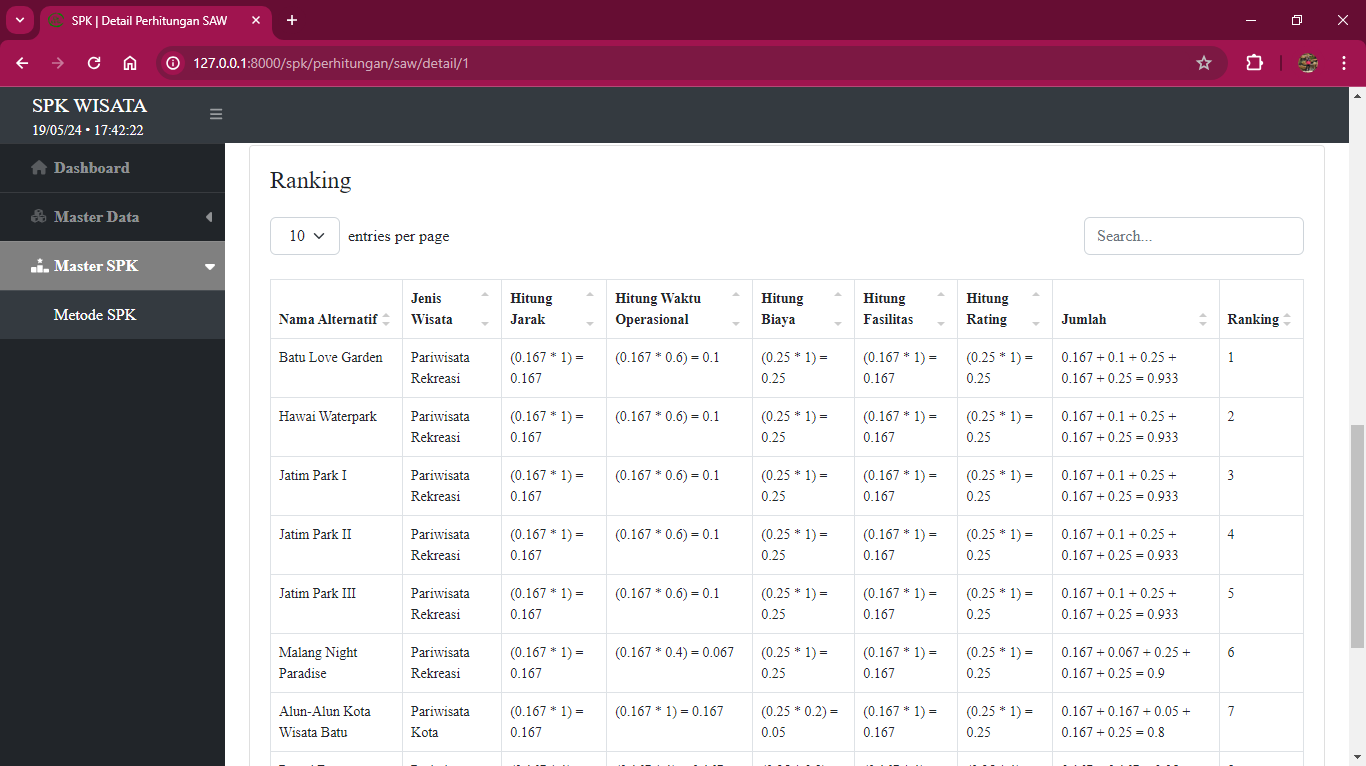 SPK | Detail Perhitungan SAW
127.0.0.1:8000/spk/perhitungan/saw/detail/1
SPK WISATA
19/05/24 • 17:42:22
Dashboard
Master Data
Master SPK
Metode SPK
Ranking
10 entries per page
Search...
Nama Alternatif
Jenis Wisata
Hitung Jarak
Hitung Waktu Operasional
Hitung Biaya
Hitung Fasilitas
Hitung Rating
Jumlah
Ranking
Batu Love Garden
Pariwisata Rekreasi
(0.167 * 1) = 0.167
(0.167 * 0.6) = 0.1
(0.25 * 1) = 0.25
(0.167 * 1) = 0.167
(0.25 * 1) = 0.25
0.167 + 0.1 + 0.25 + 0.167 + 0.25 = 0.933
1
Hawai Waterpark
Pariwisata Rekreasi
(0.167 * 1) = 0.167
(0.167 * 0.6) = 0.1
(0.25 * 1) = 0.25
(0.167 * 1) = 0.167
(0.25 * 1) = 0.25
0.167 + 0.1 + 0.25 + 0.167 + 0.25 = 0.933
2
Jatim Park I
Pariwisata Rekreasi
(0.167 * 1) = 0.167
(0.167 * 0.6) = 0.1
(0.25 * 1) = 0.25
(0.167 * 1) = 0.167
(0.25 * 1) = 0.25
0.167 + 0.1 + 0.25 + 0.167 + 0.25 = 0.933
3
Jatim Park II
Pariwisata Rekreasi
(0.167 * 1) = 0.167
(0.167 * 0.6) = 0.1
(0.25 * 1) = 0.25
(0.167 * 1) = 0.167
(0.25 * 1) = 0.25
0.167 + 0.1 + 0.25 + 0.167 + 0.25 = 0.933
4
Jatim Park III
Pariwisata Rekreasi
(0.167 * 1) = 0.167
(0.167 * 0.6) = 0.1
(0.25 * 1) = 0.25
(0.167 * 1) = 0.167
(0.25 * 1) = 0.25
0.167 + 0.1 + 0.25 + 0.167 + 0.25 = 0.933
5
Malang Night Paradise
Pariwisata Rekreasi
(0.167 * 1) = 0.167
(0.167 * 0.4) = 0.067
(0.25 * 1) = 0.25
(0.167 * 1) = 0.167
(0.25 * 1) = 0.25
0.167 + 0.067 + 0.25 + 0.167 + 0.25 = 0.9
6
Alun-Alun Kota Wisata Batu
Pariwisata Kota
(0.167 * 1) = 0.167
(0.167 * 1) = 0.167
(0.25 * 0.2) = 0.05
(0.167 * 1) = 0.167
(0.25 * 1) = 0.25
0.167 + 0.167 + 0.05 + 0.167 + 0.25 = 0.8
7